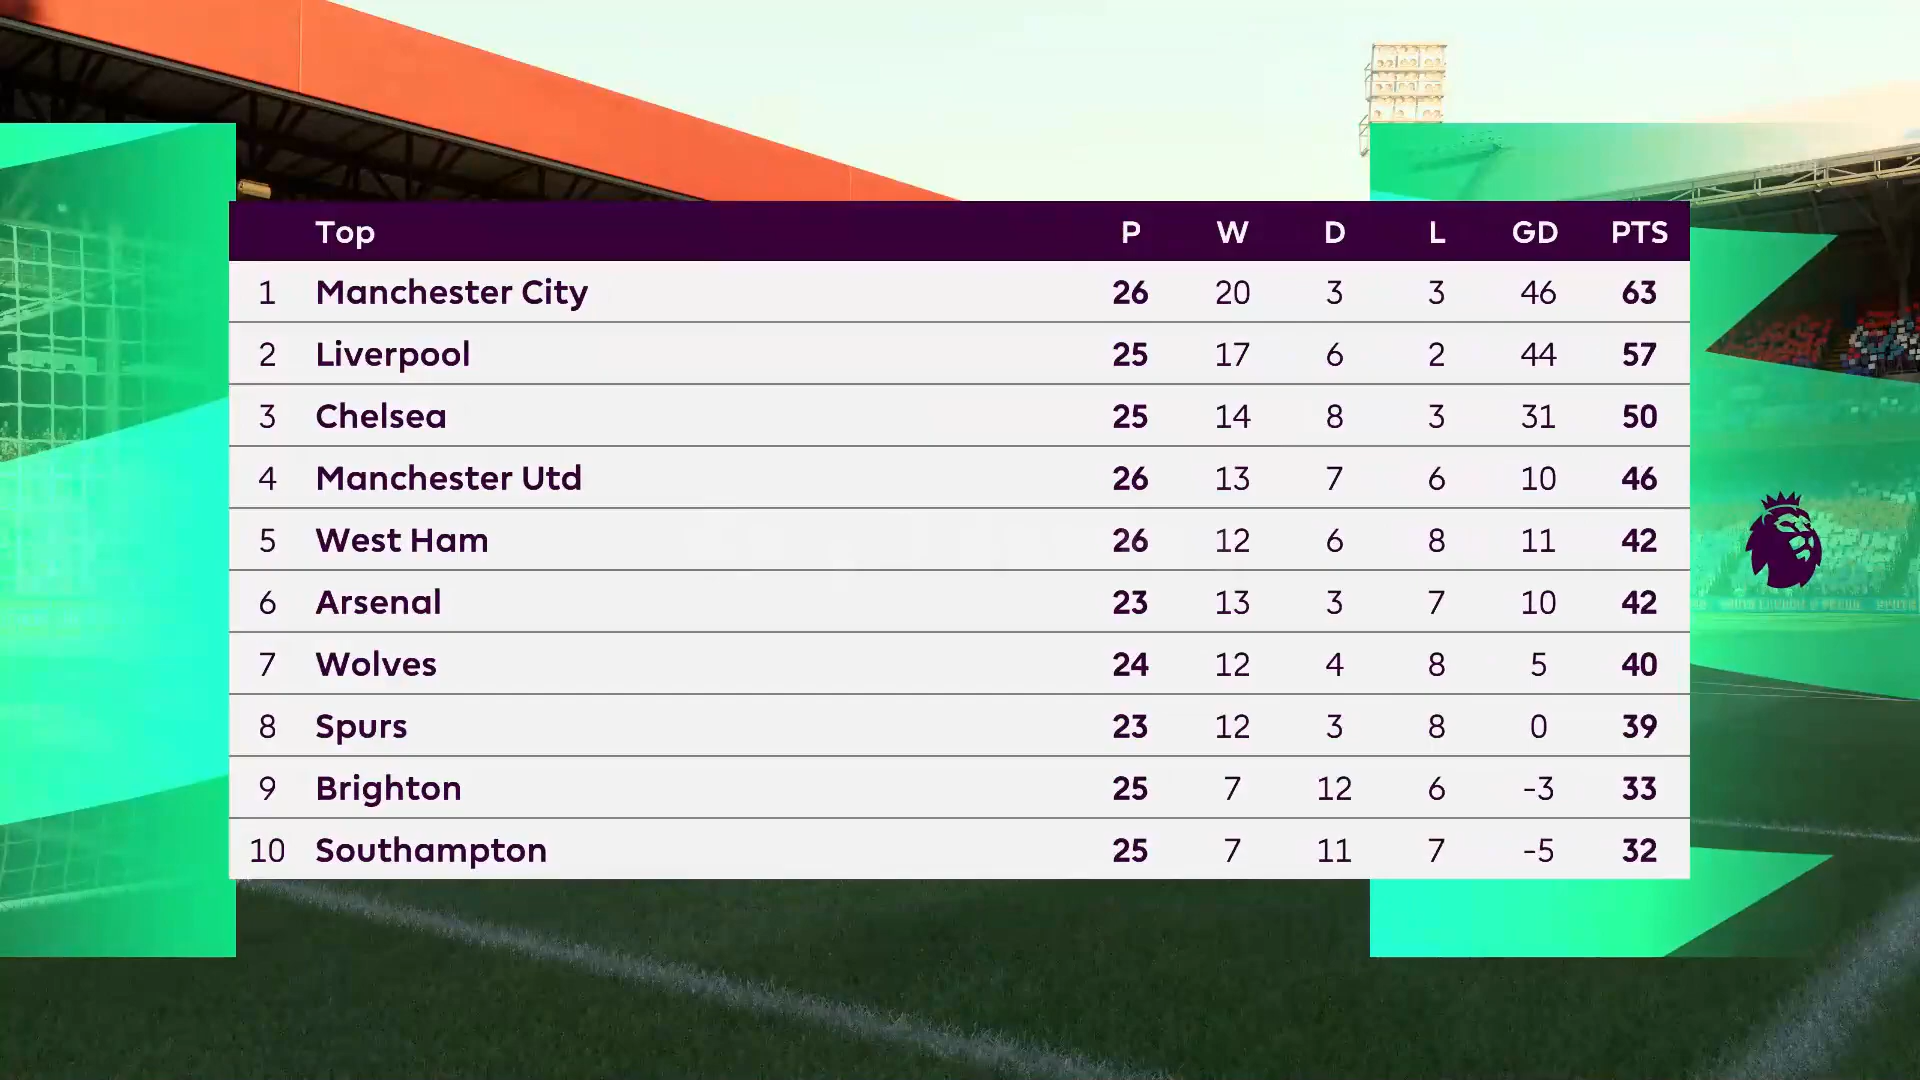 Top P W D L GD PTS
1 Manchester City 26 20 3 3 46 63
2 Liverpool 25 17 6 2 44 57
3 Chelsea 25 14 8 3 31 50
4 Manchester Utd 26 13 7 6 10 46
5 West Ham 26 12 6 8 11 42
6 Arsenal 23 13 3 7 10 42
7 Wolves 24 12 4 8 5 40
8 Spurs 23 12 3 8 0 39
9 Brighton 25 7 12 6 -3 33
10 Southampton 25 7 11 7 -5 32